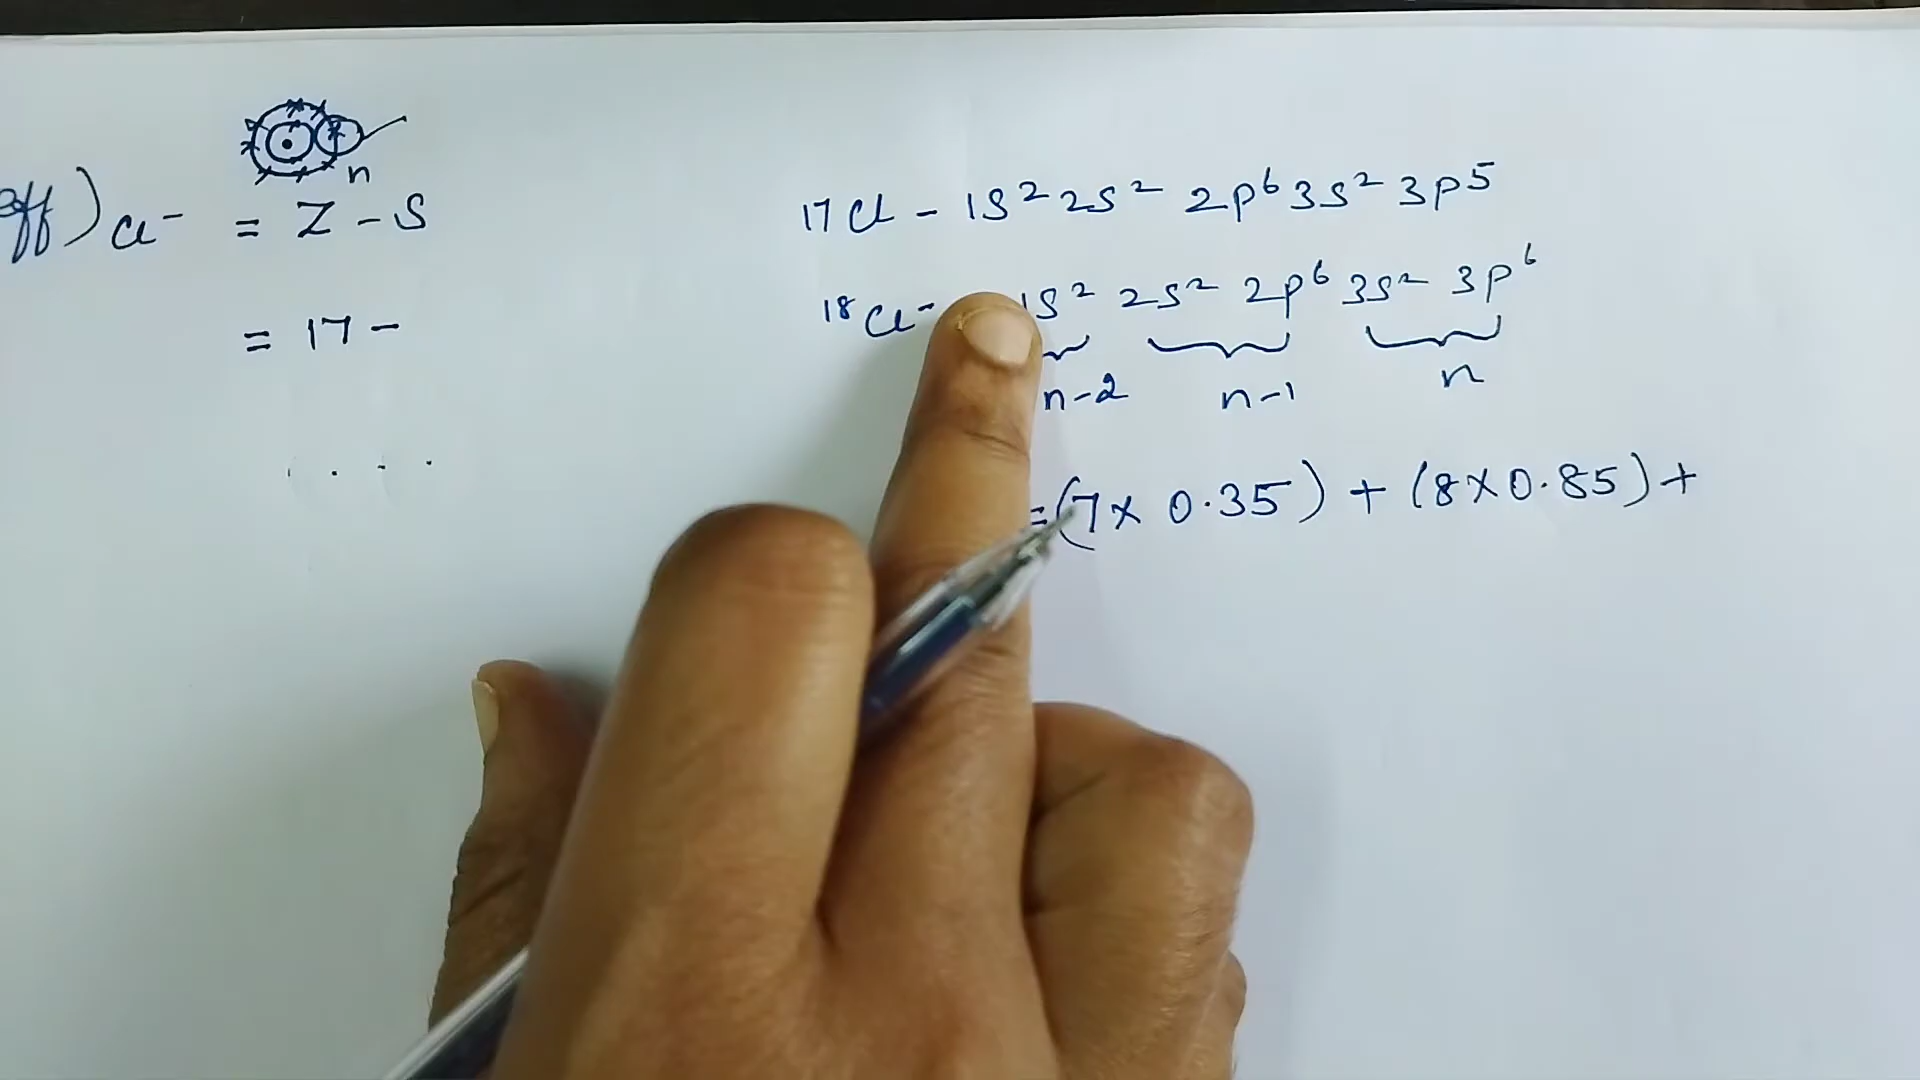 n
eff)Cl⁻ = Z - S
= 17 -
17Cl - 1s² 2s² 2p⁶ 3s² 3p⁵
¹⁸Cl⁻ 1s² 2s² 2p⁶ 3s² 3p⁶
n-2 n-1 n
=(7× 0.35) + (8×0.85) +